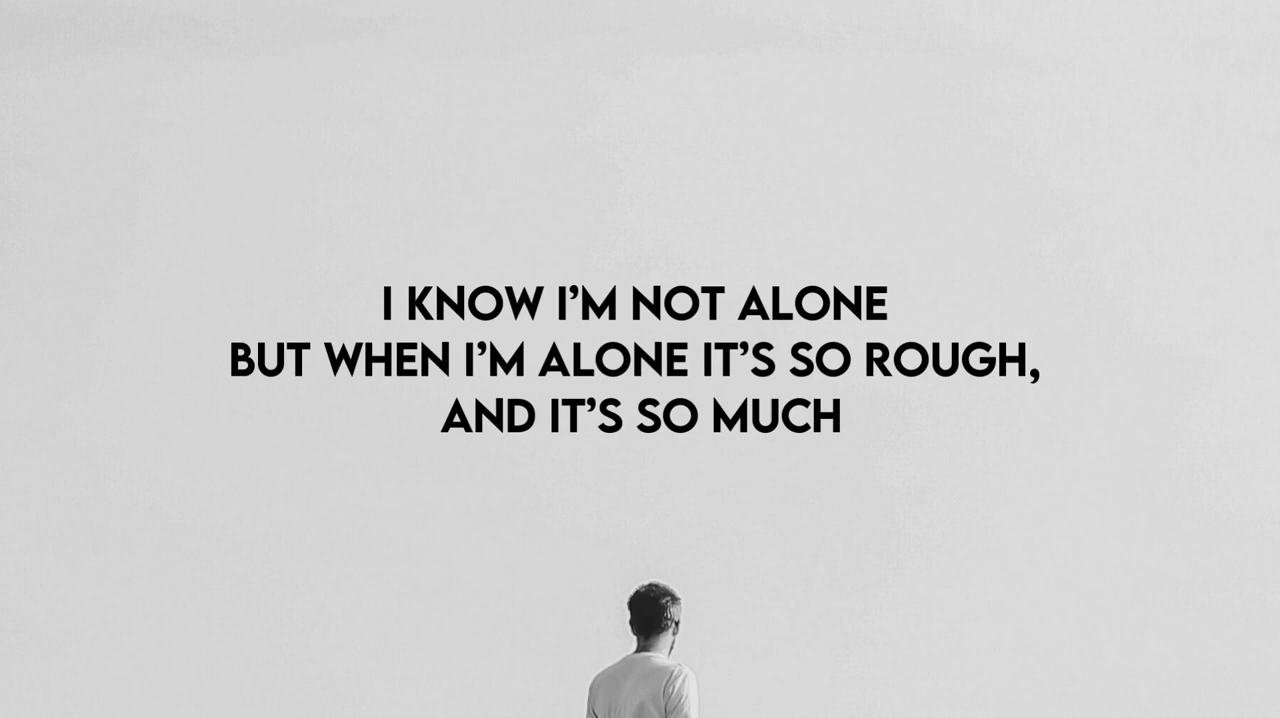 I KNOW I’M NOT ALONE
BUT WHEN I’M ALONE IT’S SO ROUGH,
AND IT’S SO MUCH